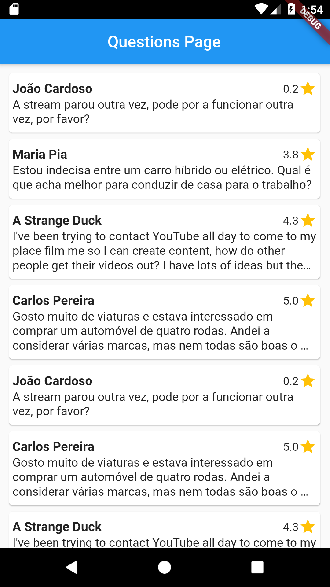 1:54
DEBUG
Questions Page
João Cardoso 0.2
A stream parou outra vez, pode por a funcionar outra
vez, por favor?
Maria Pia 3.8
Estou indecisa entre um carro híbrido ou elétrico. Qual é
que acha melhor para conduzir de casa para o trabalho?
A Strange Duck 4.3
I've been trying to contact YouTube all day to come to my
place film me so I can create content, how do other
people get their videos out? I have lots of ideas but the…
Carlos Pereira 5.0
Gosto muito de viaturas e estava interessado em
comprar um automóvel de quatro rodas. Andei a
considerar várias marcas, mas nem todas são boas o …
João Cardoso 0.2
A stream parou outra vez, pode por a funcionar outra
vez, por favor?
Carlos Pereira 5.0
Gosto muito de viaturas e estava interessado em
comprar um automóvel de quatro rodas. Andei a
considerar várias marcas, mas nem todas são boas o …
A Strange Duck 4.3
I've been trying to contact YouTube all day to come to my